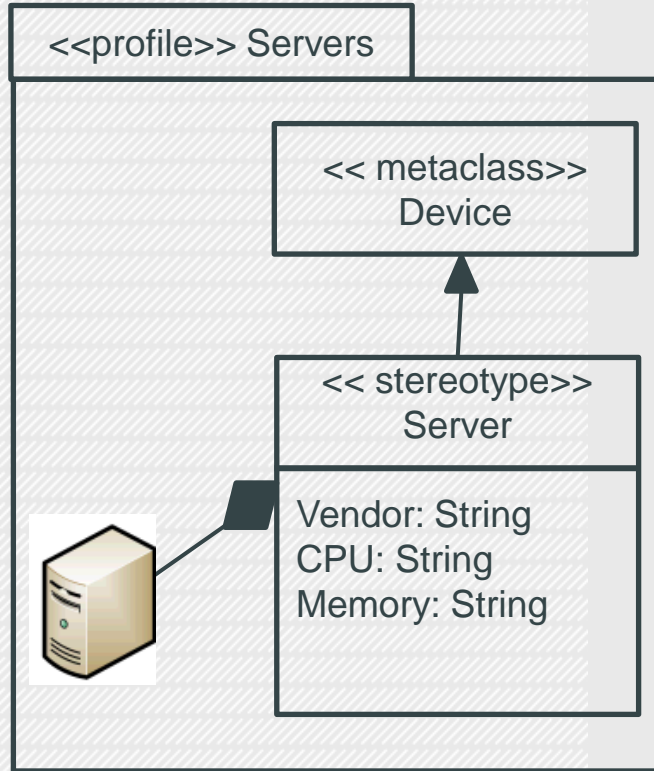 <<profile>> Servers
<< metaclass>>
Device
<< stereotype>>
Server
Vendor: String
CPU: String
Memory: String